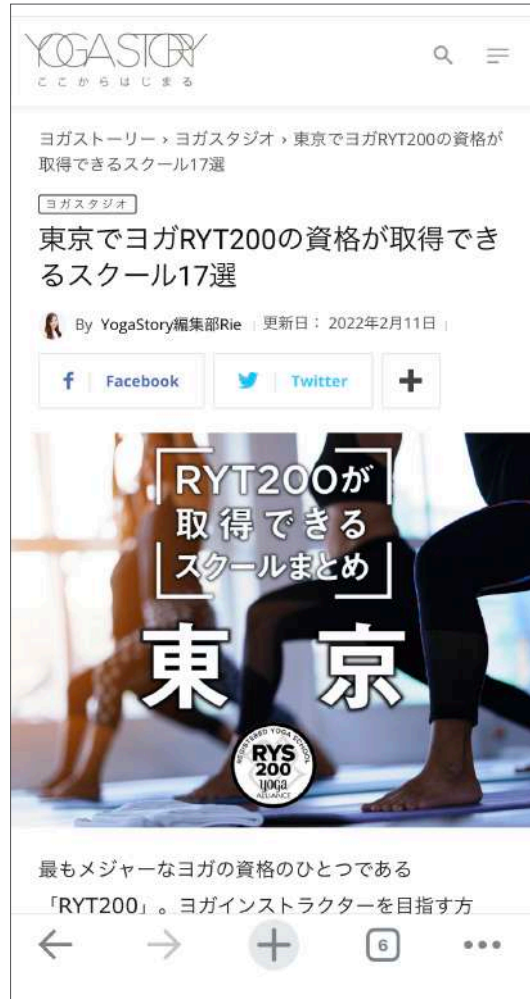 YOGA STORY
ここからはじまる
ヨガストーリー › ヨガスタジオ › 東京でヨガRYT200の資格が
取得できるスクール17選
ヨガスタジオ
東京でヨガRYT200の資格が取得でき
るスクール17選
By YogaStory編集部Rie | 更新日： 2022年2月11日 |
f | Facebook
Twitter
+
RYT200が
取得できる
スクールまとめ
東京
REGISTERED YOGA SCHOOL
RYS
200
yoga
ALLIANCE
最もメジャーなヨガの資格のひとつである
「RYT200」。ヨガインストラクターを目指す方
6